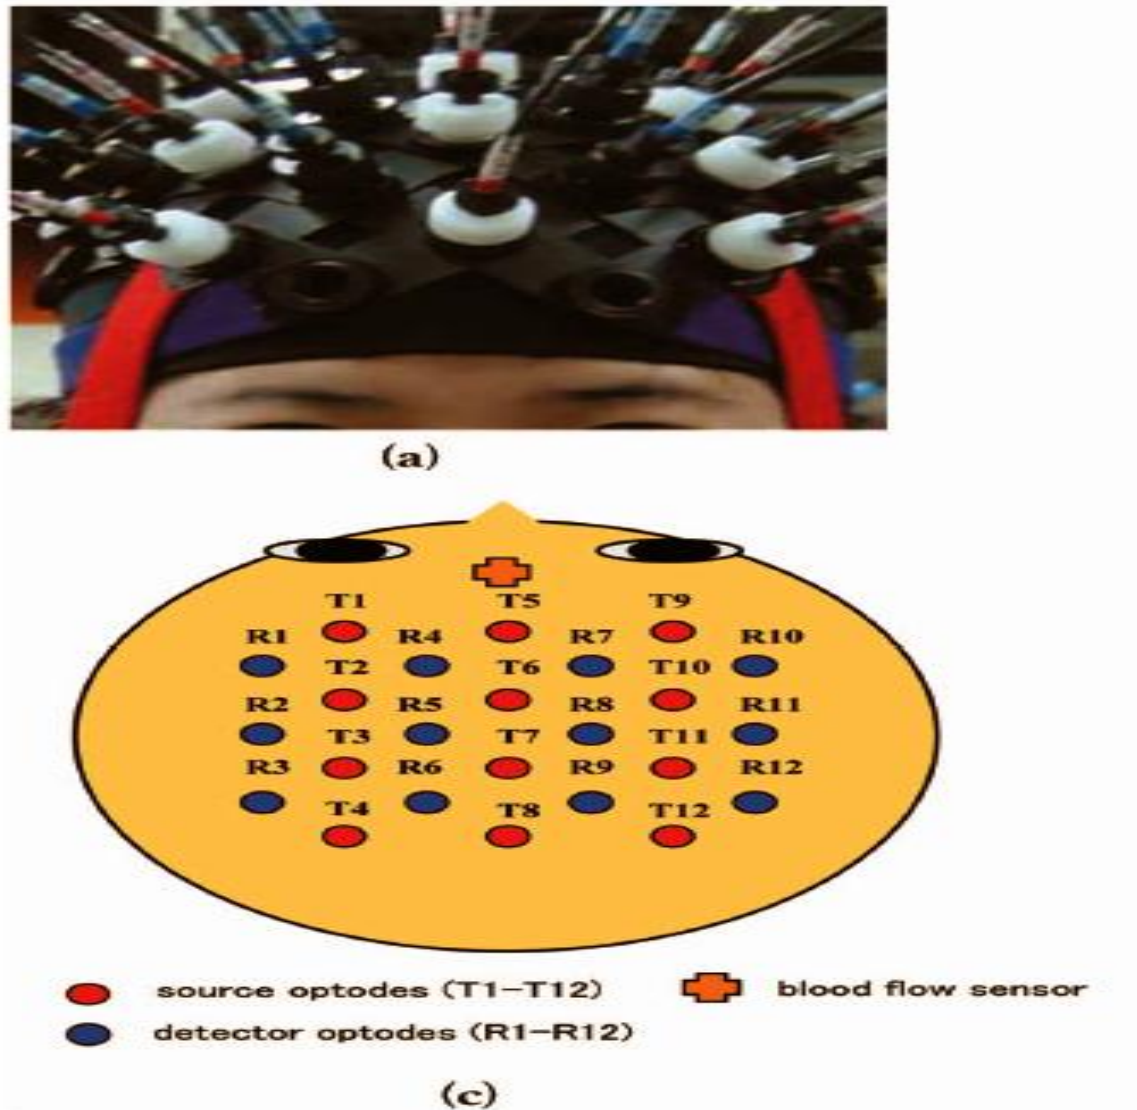 (a)
T1 T5 T9
R1 R4 R7 R10
T2 T6 T10
R2 R5 R8 R11
T3 T7 T11
R3 R6 R9 R12
T4 T8 T12
source optodes (T1-T12) blood flow sensor
detector optodes (R1-R12)
(c)